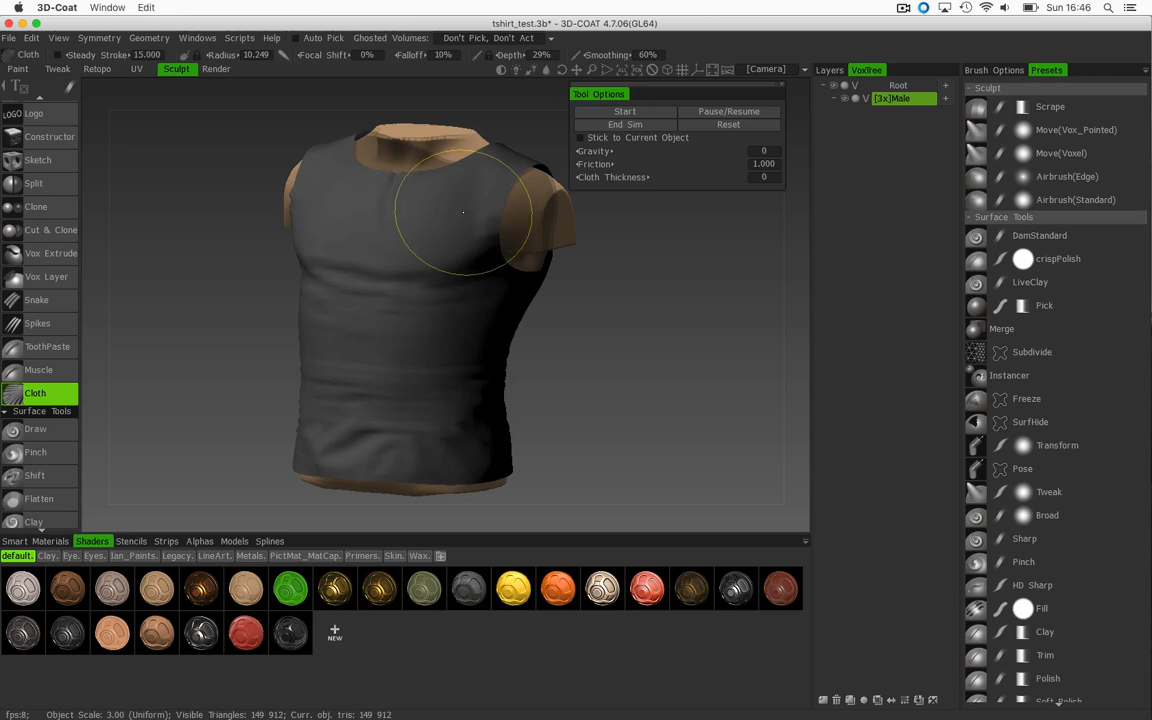 3D-Coat Window Edit Sun 16:46
tshirt_test.3b* - 3D-COAT 4.7.06(GL64)
File Edit View Symmetry Geometry Windows Scripts Help Auto Pick Ghosted Volumes: Don't Pick, Don't Act
Cloth Steady Stroke 15.000 Radius 10.249 Focal Shift 0% Falloff 10% Depth 29% Smoothing 60%
Paint Tweak Retopo UV Sculpt Render [Camera] Layers VoxTree Brush Options Presets
Logo
Constructor
Sketch
Split
Clone
Cut & Clone
Vox Extrude
Vox Layer
Snake
Spikes
ToothPaste
Muscle
Cloth
Surface Tools
Draw
Pinch
Shift
Flatten
Clay
Tool Options
Start Pause/Resume
End Sim Reset
Stick to Current Object
Gravity 0
Friction 1.000
Cloth Thickness 0
V Root +
V [3x]Male +
Sculpt
Scrape
Move(Vox_Pointed)
Move(Voxel)
Airbrush(Edge)
Airbrush(Standard)
Surface Tools
DamStandard
crispPolish
LiveClay
Pick
Merge
Subdivide
Instancer
Freeze
SurfHide
Transform
Pose
Tweak
Broad
Sharp
Pinch
HD Sharp
Fill
Clay
Trim
Polish
Soft Polish
Smart Materials Shaders Stencils Strips Alphas Models Splines
default. Clay. Eye. Eyes. Ian_Paints. Legacy. LineArt. Metals. PictMat_MatCap. Primers. Skin. Wax.
NEW
fps:8; Object Scale: 3.00 (Uniform); Visible Triangles: 149 912; Curr. obj. tris: 149 912